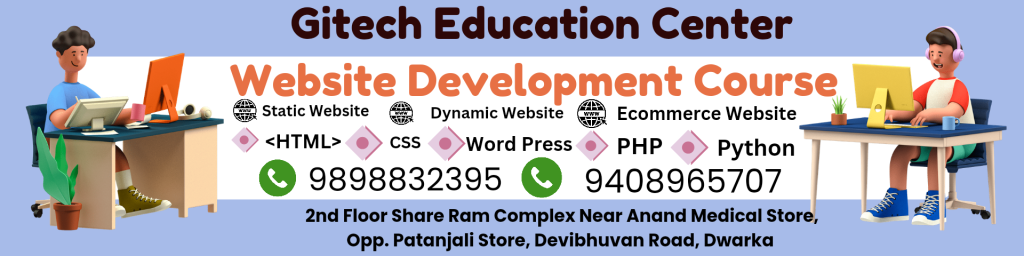 Gitech Education Center
Website Development Course
Static Website Dynamic Website Ecommerce Website
<HTML> CSS Word Press PHP Python
9898832395 9408965707
2nd Floor Share Ram Complex Near Anand Medical Store,
Opp. Patanjali Store, Devibhuvan Road, Dwarka